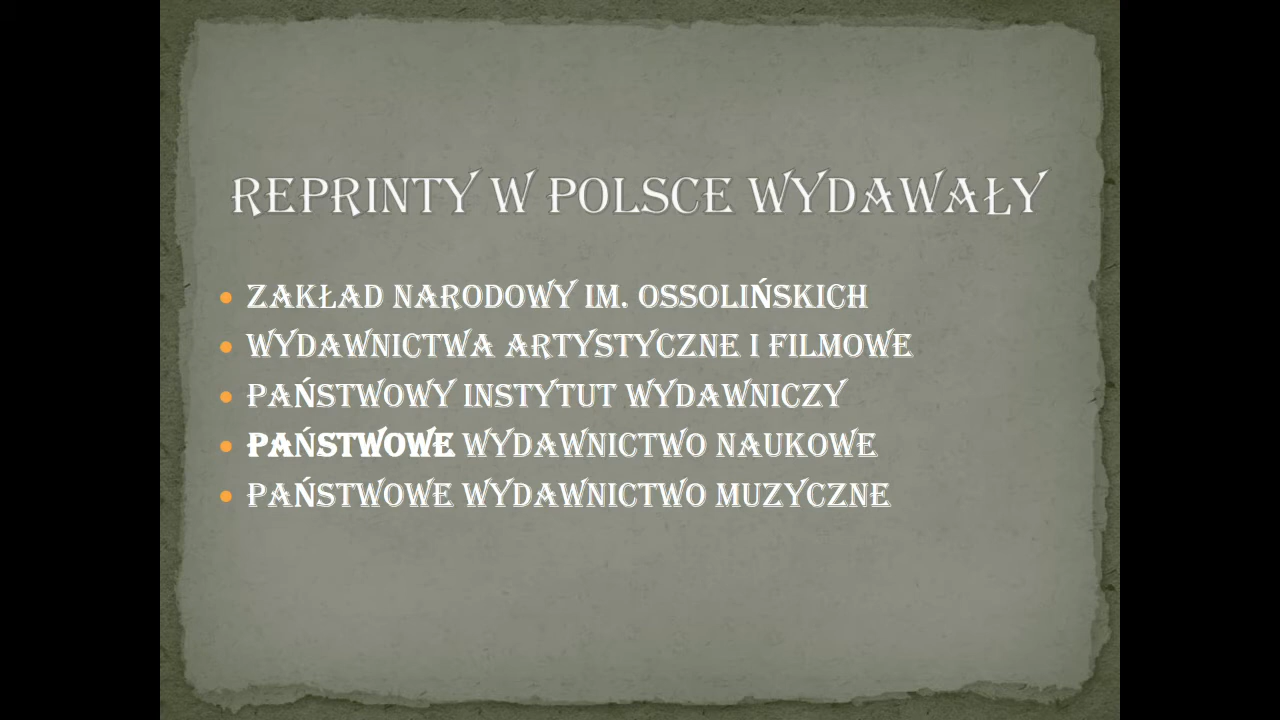 REPRINTY W POLSCE WYDAWAŁY
ZAKŁAD NARODOWY IM. OSSOLIŃSKICH
WYDAWNICTWA ARTYSTYCZNE I FILMOWE
PAŃSTWOWY INSTYTUT WYDAWNICZY
PAŃSTWOWE WYDAWNICTWO NAUKOWE
PAŃSTWOWE WYDAWNICTWO MUZYCZNE